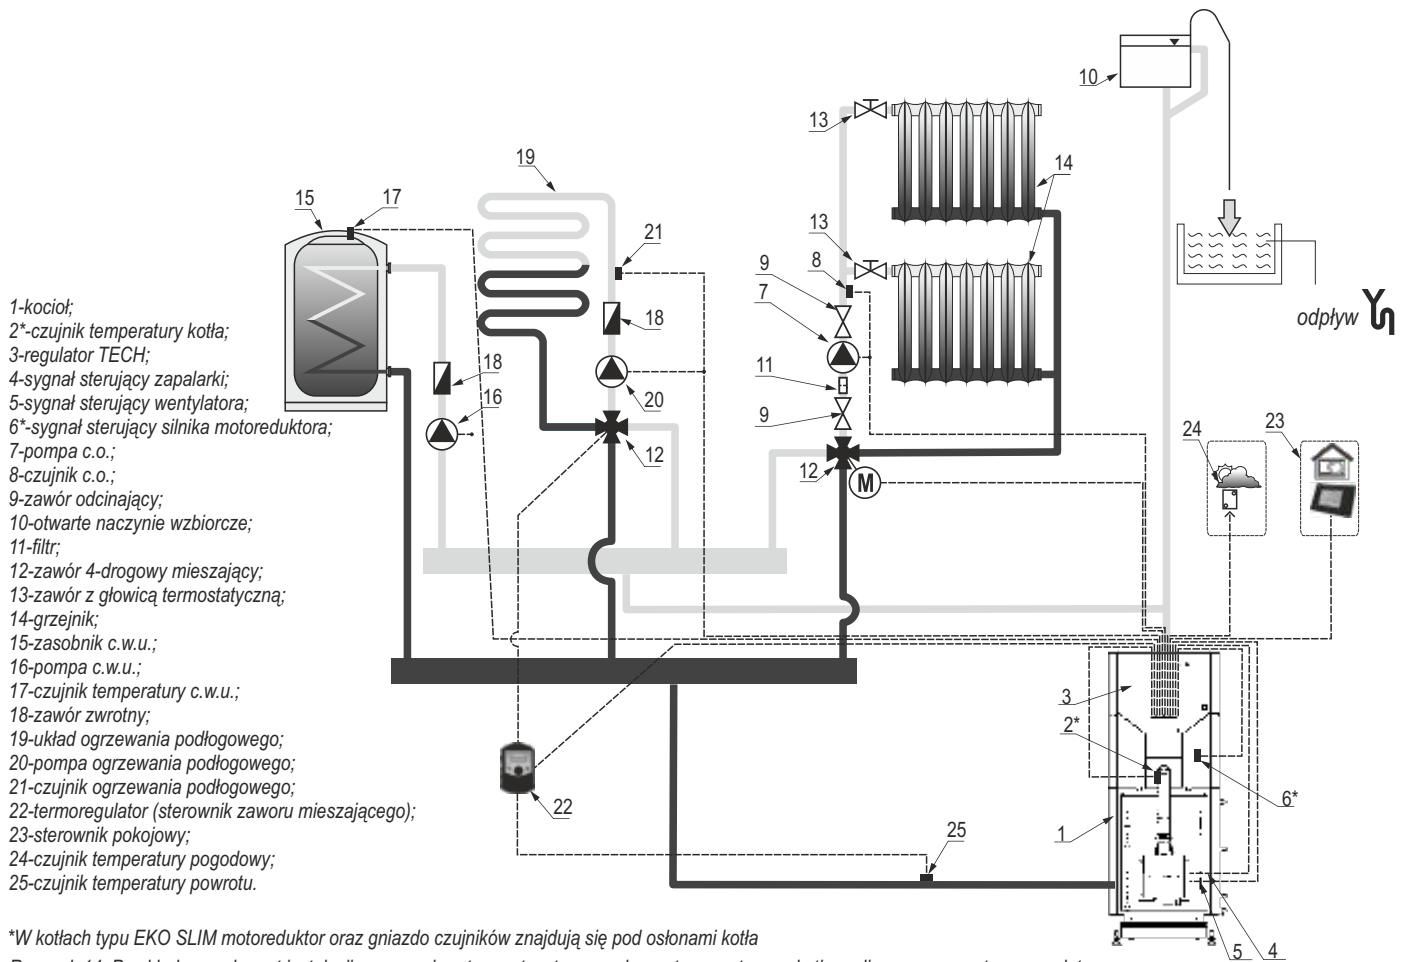 10
13
19
14
15
17
13
21
9
8
7
18
11
18
16
20
9
12
12
M
24
23
odpływ
1-kocioł;
2*-czujnik temperatury kotła;
3-regulator TECH;
4-sygnał sterujący zapalarki;
5-sygnał sterujący wentylatora;
6*-sygnał sterujący silnika motoreduktora;
7-pompa c.o.;
8-czujnik c.o.;
9-zawór odcinający;
10-otwarte naczynie wzbiorcze;
11-filtr;
12-zawór 4-drogowy mieszający;
13-zawór z głowicą termostatyczną;
14-grzejnik;
15-zasobnik c.w.u.;
16-pompa c.w.u.;
17-czujnik temperatury c.w.u.;
18-zawór zwrotny;
19-układ ogrzewania podłogowego;
20-pompa ogrzewania podłogowego;
21-czujnik ogrzewania podłogowego;
22-termoregulator (sterownik zaworu mieszającego);
23-sterownik pokojowy;
24-czujnik temperatury pogodowy;
25-czujnik temperatury powrotu.
3
2*
6*
22
25
1
5
4
*W kotłach typu EKO SLIM motoreduktor oraz gniazdo czujników znajdują się pod osłonami kotła